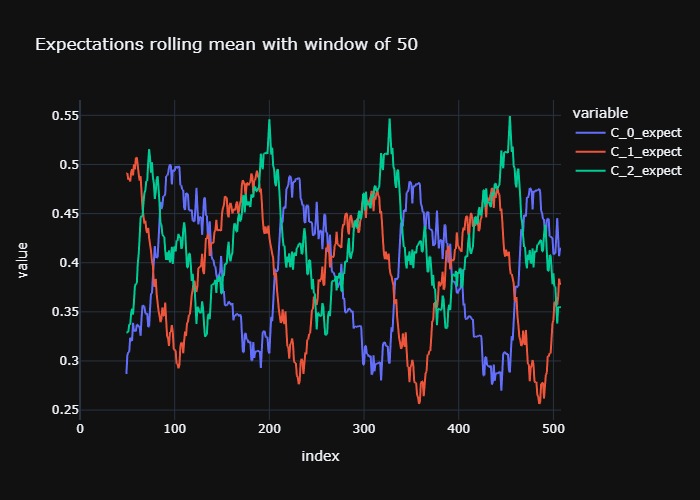 Expectations rolling mean with window of 50
variable
C_0_expect
C_1_expect
C_2_expect
value
0.55
0.5
0.45
0.4
0.35
0.3
0.25
0 100 200 300 400 500
index